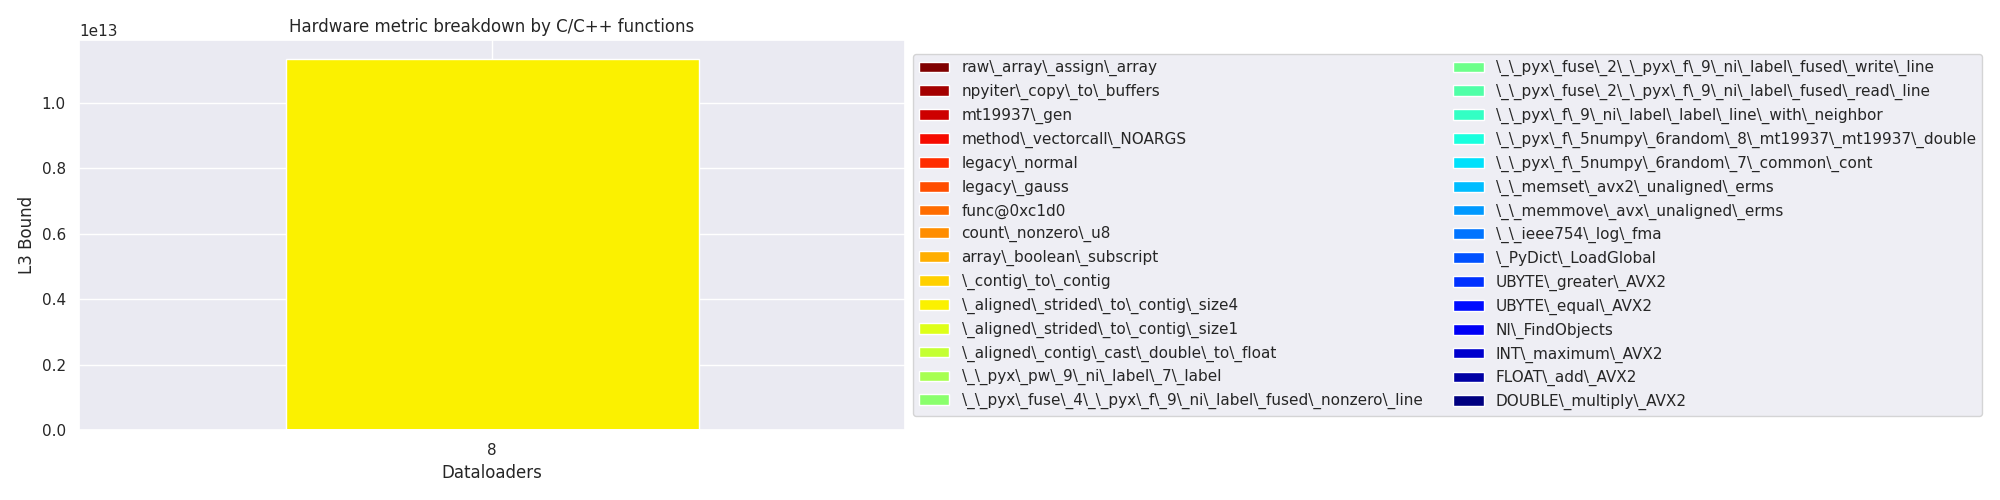 Hardware metric breakdown by C/C++ functions
1e13
1.0
0.8
0.6
0.4
0.2
0.0
L3 Bound
8
Dataloaders
raw\_array\_assign\_array
npyiter\_copy\_to\_buffers
mt19937\_gen
method\_vectorcall\_NOARGS
legacy\_normal
legacy\_gauss
func@0xc1d0
count\_nonzero\_u8
array\_boolean\_subscript
\_contig\_to\_contig
\_aligned\_strided\_to\_contig\_size4
\_aligned\_strided\_to\_contig\_size1
\_aligned\_contig\_cast\_double\_to\_float
\_\_pyx\_pw\_9\_ni\_label\_7\_label
\_\_pyx\_fuse\_4\_\_pyx\_f\_9\_ni\_label\_fused\_nonzero\_line
\_\_pyx\_fuse\_2\_\_pyx\_f\_9\_ni\_label\_fused\_write\_line
\_\_pyx\_fuse\_2\_\_pyx\_f\_9\_ni\_label\_fused\_read\_line
\_\_pyx\_f\_9\_ni\_label\_label\_line\_with\_neighbor
\_\_pyx\_f\_5numpy\_6random\_8\_mt19937\_mt19937\_double
\_\_pyx\_f\_5numpy\_6random\_7\_common\_cont
\_\_memset\_avx2\_unaligned\_erms
\_\_memmove\_avx\_unaligned\_erms
\_\_ieee754\_log\_fma
\_PyDict\_LoadGlobal
UBYTE\_greater\_AVX2
UBYTE\_equal\_AVX2
NI\_FindObjects
INT\_maximum\_AVX2
FLOAT\_add\_AVX2
DOUBLE\_multiply\_AVX2